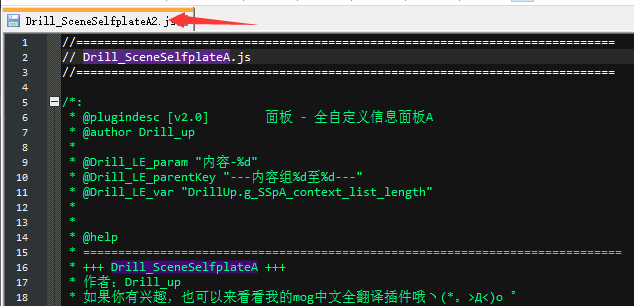 Drill_SceneSelfplateA2.js
1 //=============================================================================
2 // Drill_SceneSelfplateA.js
3 //=============================================================================
4
5 /*:
6 * @plugindesc [v2.0] 面板 - 全自定义信息面板A
7 * @author Drill_up
8 *
9 * @Drill_LE_param "内容-%d"
10 * @Drill_LE_parentKey "---内容组%d至%d---"
11 * @Drill_LE_var "DrillUp.g_SSpA_context_list_length"
12 *
13 *
14 * @help
15 * =============================================================================
16 * +++ Drill_SceneSelfplateA +++
17 * 作者: Drill_up
18 * 如果你有兴趣，也可以来看看我的mog中文全翻译插件哦ヽ(*。>Д<)o゜